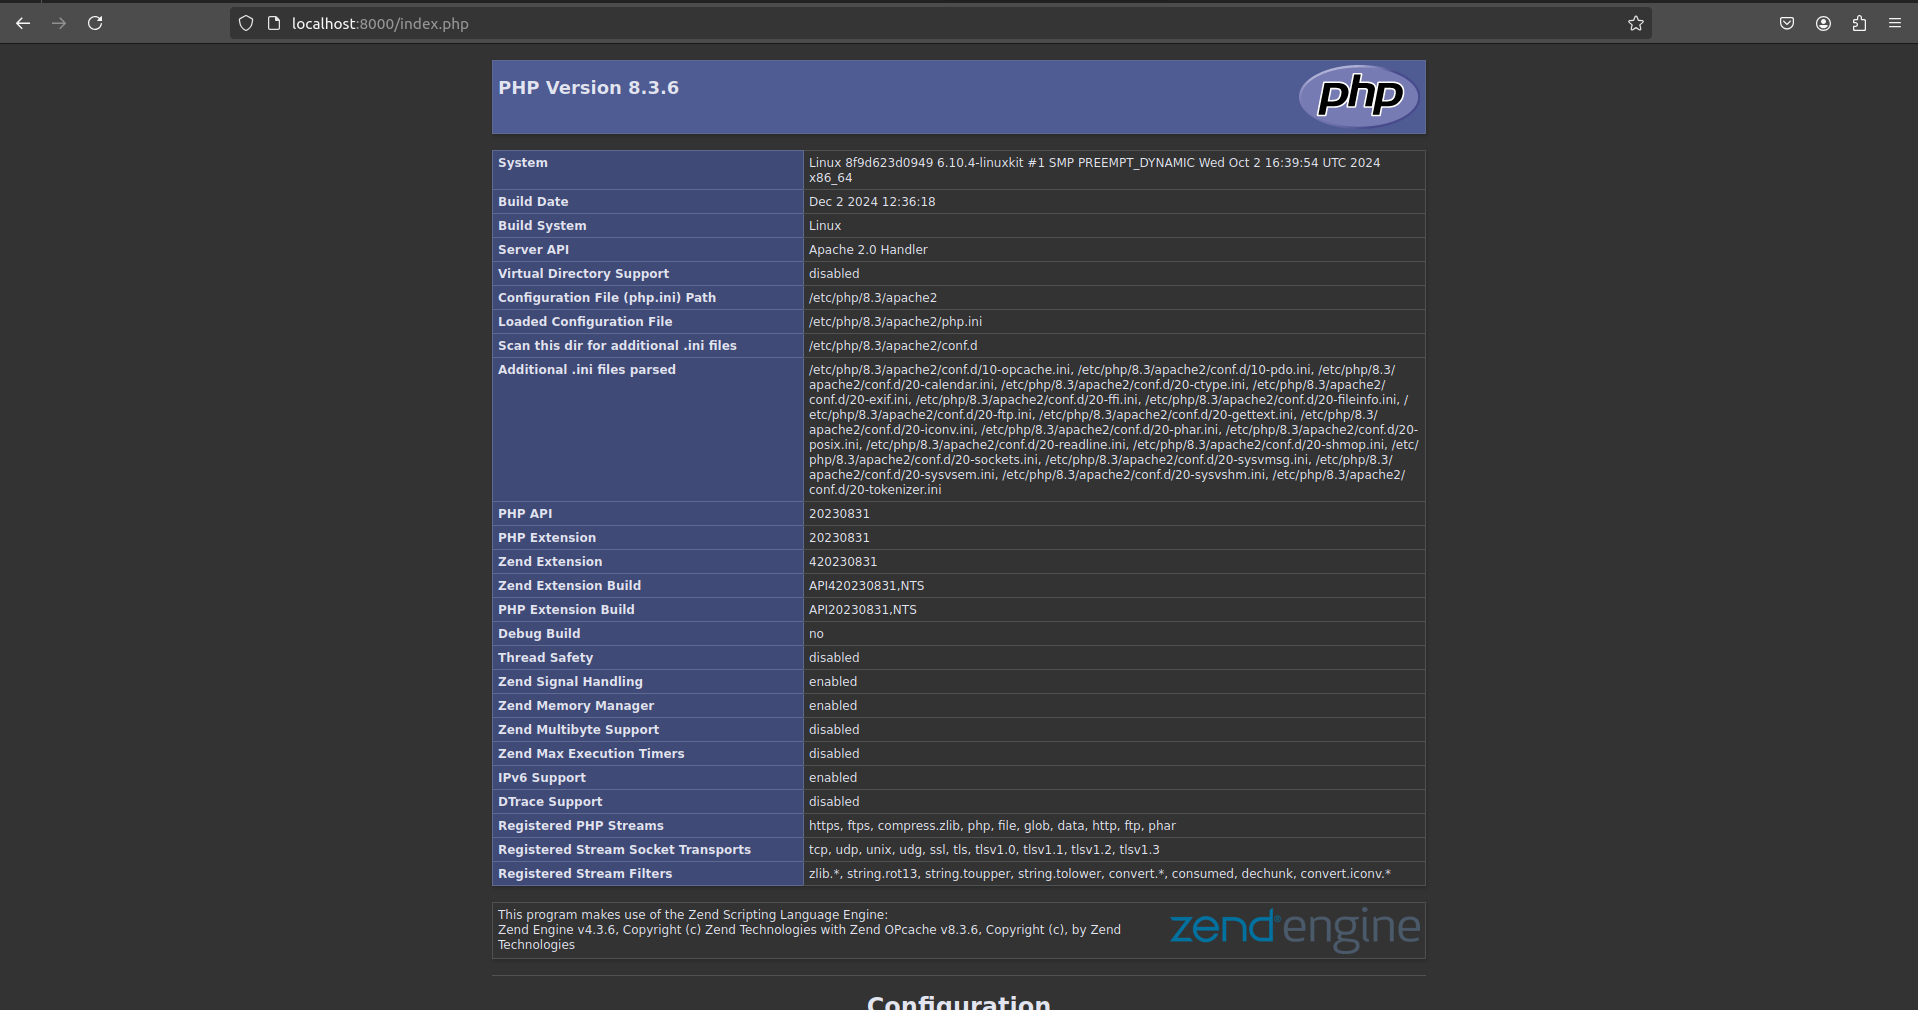 localhost:8000/index.php
PHP Version 8.3.6
php
System
Linux 8f9d623d0949 6.10.4-linuxkit #1 SMP PREEMPT_DYNAMIC Wed Oct 2 16:39:54 UTC 2024
x86_64
Build Date
Dec 2 2024 12:36:18
Build System
Linux
Server API
Apache 2.0 Handler
Virtual Directory Support
disabled
Configuration File (php.ini) Path
/etc/php/8.3/apache2
Loaded Configuration File
/etc/php/8.3/apache2/php.ini
Scan this dir for additional .ini files
/etc/php/8.3/apache2/conf.d
Additional .ini files parsed
/etc/php/8.3/apache2/conf.d/10-opcache.ini, /etc/php/8.3/apache2/conf.d/10-pdo.ini, /etc/php/8.3/
apache2/conf.d/20-calendar.ini, /etc/php/8.3/apache2/conf.d/20-ctype.ini, /etc/php/8.3/apache2/
conf.d/20-exif.ini, /etc/php/8.3/apache2/conf.d/20-ffi.ini, /etc/php/8.3/apache2/conf.d/20-fileinfo.ini, /
etc/php/8.3/apache2/conf.d/20-ftp.ini, /etc/php/8.3/apache2/conf.d/20-gettext.ini, /etc/php/8.3/
apache2/conf.d/20-iconv.ini, /etc/php/8.3/apache2/conf.d/20-phar.ini, /etc/php/8.3/apache2/conf.d/20-
posix.ini, /etc/php/8.3/apache2/conf.d/20-readline.ini, /etc/php/8.3/apache2/conf.d/20-shmop.ini, /etc/
php/8.3/apache2/conf.d/20-sockets.ini, /etc/php/8.3/apache2/conf.d/20-sysvmsg.ini, /etc/php/8.3/
apache2/conf.d/20-sysvsem.ini, /etc/php/8.3/apache2/conf.d/20-sysvshm.ini, /etc/php/8.3/apache2/
conf.d/20-tokenizer.ini
PHP API
20230831
PHP Extension
20230831
Zend Extension
420230831
Zend Extension Build
API420230831,NTS
PHP Extension Build
API20230831,NTS
Debug Build
no
Thread Safety
disabled
Zend Signal Handling
enabled
Zend Memory Manager
enabled
Zend Multibyte Support
disabled
Zend Max Execution Timers
disabled
IPv6 Support
enabled
DTrace Support
disabled
Registered PHP Streams
https, ftps, compress.zlib, php, file, glob, data, http, ftp, phar
Registered Stream Socket Transports
tcp, udp, unix, udg, ssl, tls, tlsv1.0, tlsv1.1, tlsv1.2, tlsv1.3
Registered Stream Filters
zlib.*, string.rot13, string.toupper, string.tolower, convert.*, consumed, dechunk, convert.iconv.*
This program makes use of the Zend Scripting Language Engine:
Zend Engine v4.3.6, Copyright (c) Zend Technologies with Zend OPcache v8.3.6, Copyright (c), by Zend
Technologies
zend®engine
Configuration